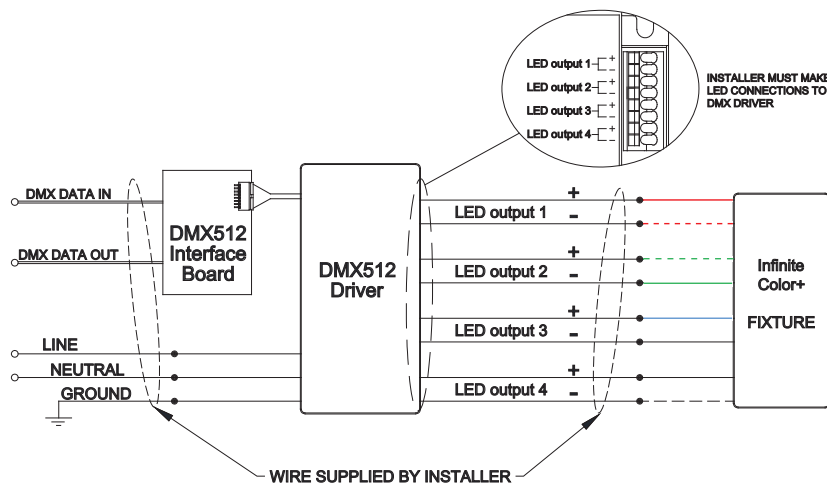 LED output 1 + -
LED output 2 + -
LED output 3 + -
LED output 4 + -
INSTALLER MUST MAKE
LED CONNECTIONS TO
DMX DRIVER
DMX DATA IN
DMX DATA OUT
DMX512
Interface
Board
LINE
NEUTRAL
GROUND
DMX512
Driver
+
LED output 1 -
+
LED output 2 -
+
LED output 3 -
+
LED output 4 -
Infinite
Color+
FIXTURE
WIRE SUPPLIED BY INSTALLER